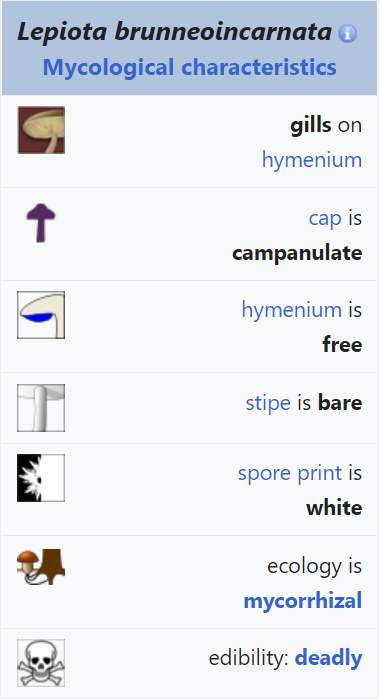 Lepiota brunneoincarnata
Mycological characteristics
gills on
hymenium
cap is
campanulate
hymenium is
free
stipe is bare
spore print is
white
ecology is
mycorrhizal
edibility: deadly